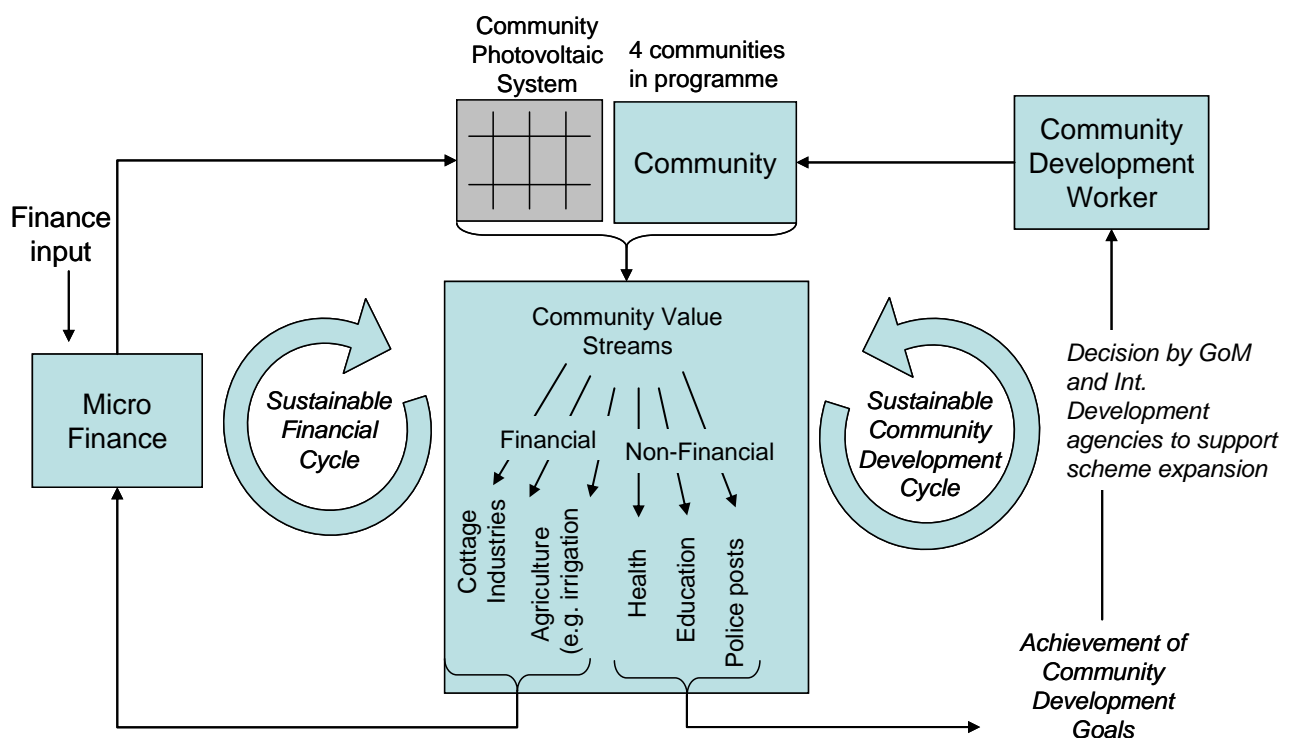 Community
Photovoltaic
System
4 communities
in programme
Community
Community
Development
Worker
Finance
input
Micro
Finance
Sustainable
Financial
Cycle
Community Value
Streams
Financial
Non-Financial
Cottage
Industries
Agriculture
(e.g. irrigation
Health
Education
Police posts
Sustainable
Community
Development
Cycle
Decision by GoM
and Int.
Development
agencies to support
scheme expansion
Achievement of
Community
Development
Goals